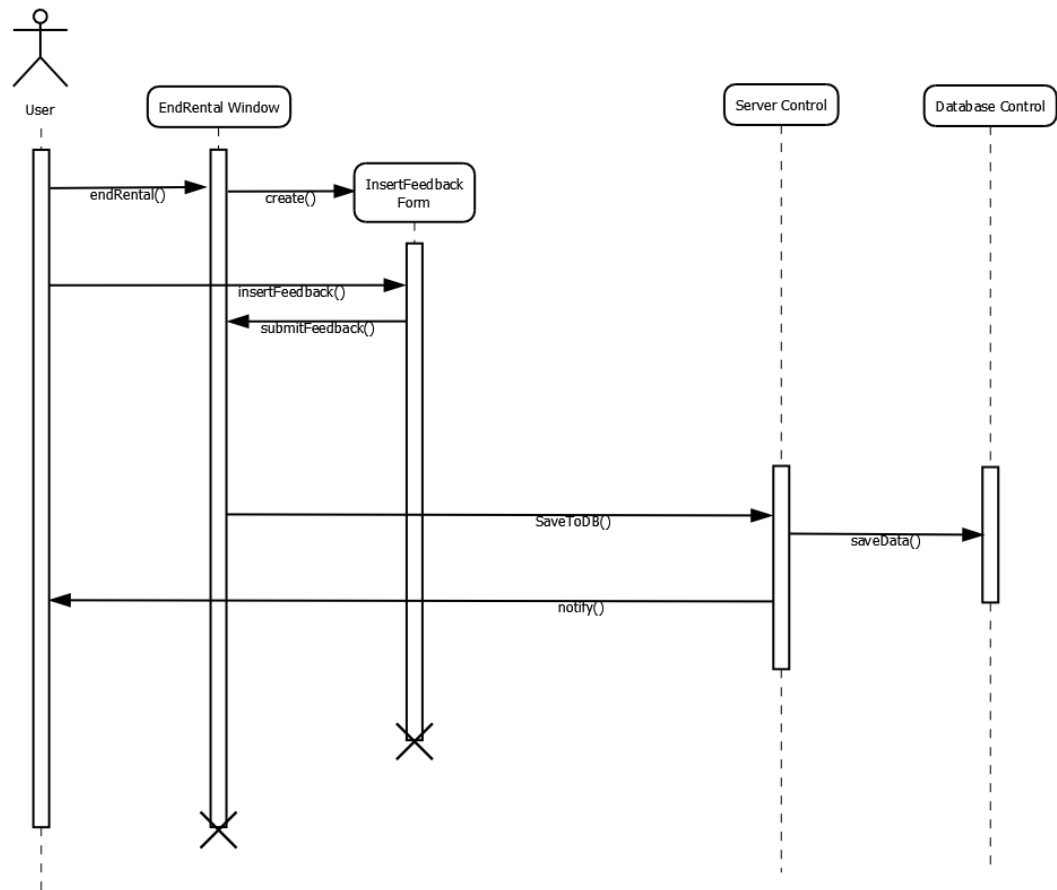 User
EndRental Window
Server Control
Database Control
endRental()
create()
InsertFeedback
Form
insertFeedback()
submitFeedback()
SaveToDB()
saveData()
notify()